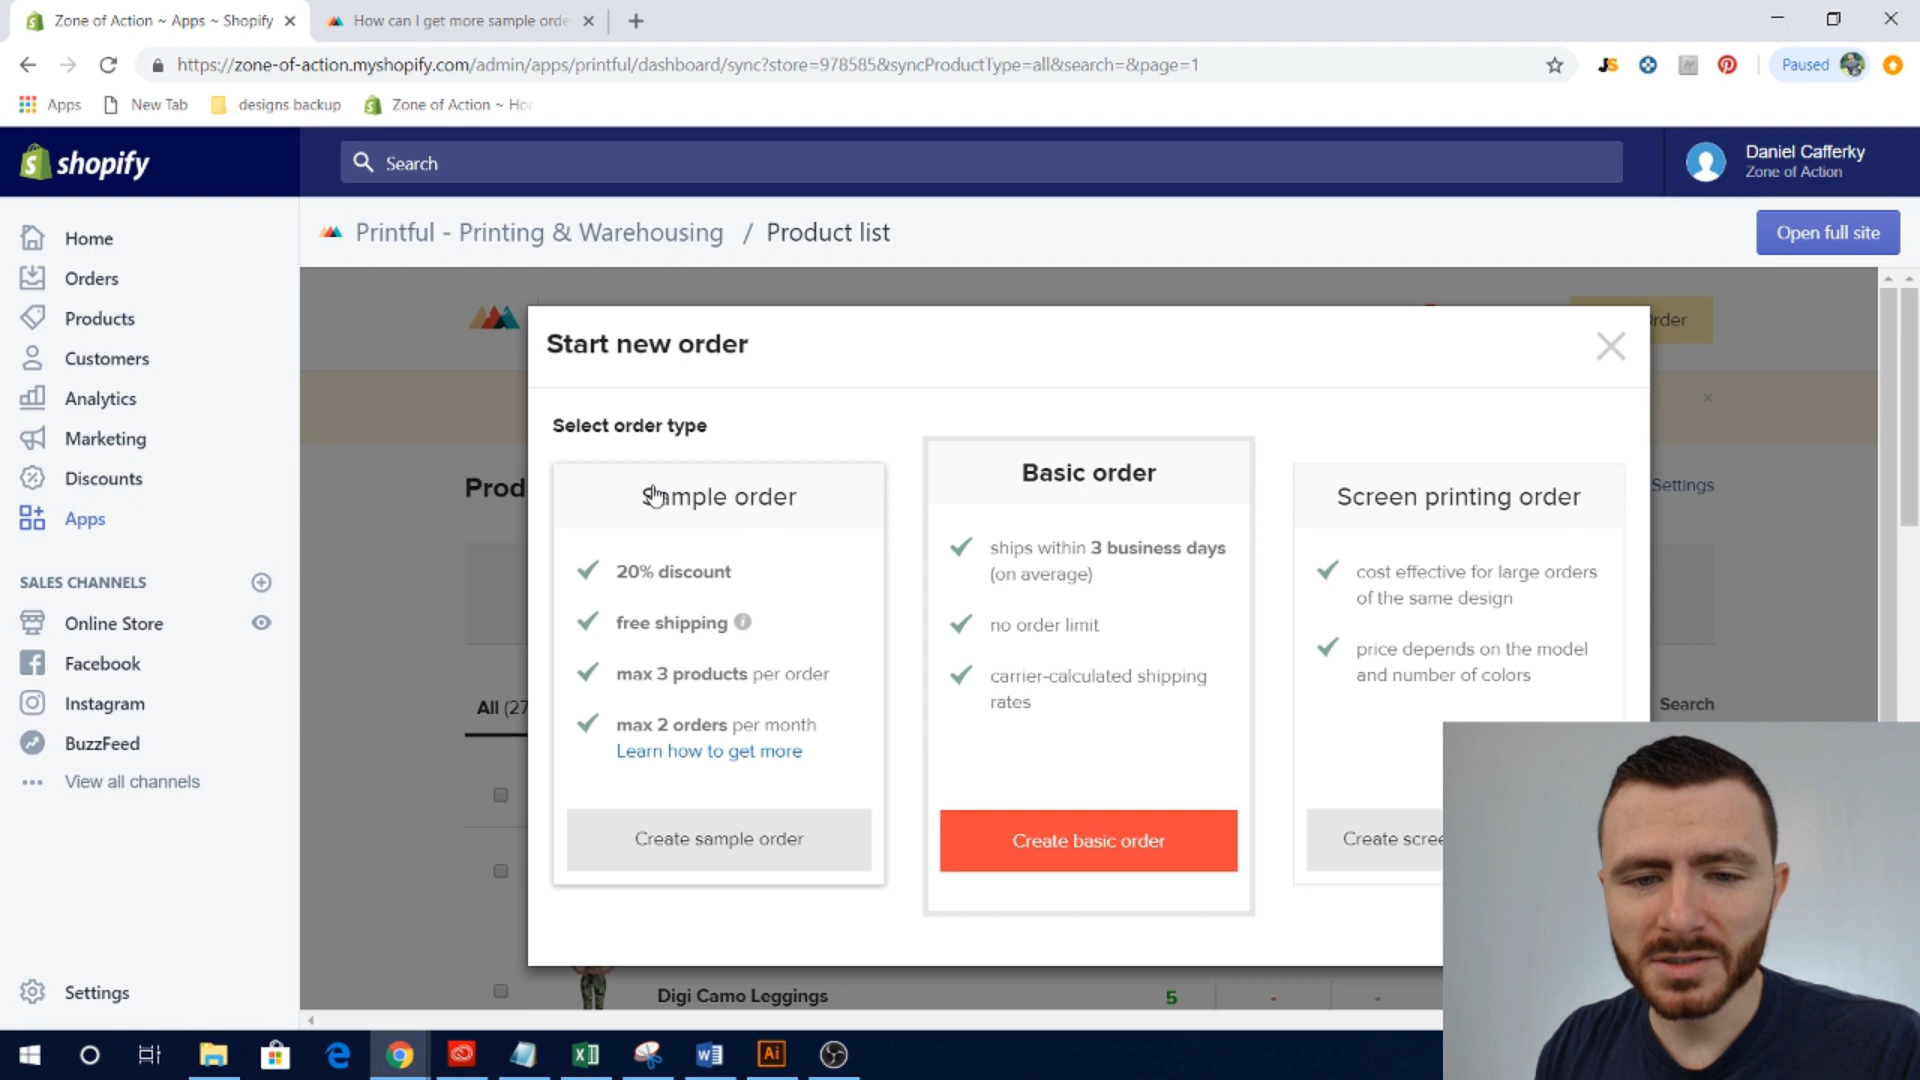 Zone of Action ~ Apps ~ Shopify
How can I get more sample orde
https://zone-of-action.myshopify.com/admin/apps/printful/dashboard/sync?store=978585&syncProductType=all&search=&page=1
JS
Paused
Apps
New Tab
designs backup
Zone of Action ~ Ho
shopify
Search
Daniel Cafferky
Zone of Action
Printful - Printing & Warehousing / Product list
Open full site
Home
Orders
Products
Customers
Analytics
Marketing
Discounts
Apps
SALES CHANNELS
Online Store
Facebook
Instagram
BuzzFeed
View all channels
Settings
Start new order
Select order type
Sample order
20% discount
free shipping
max 3 products per order
max 2 orders per month
Learn how to get more
Create sample order
Basic order
ships within 3 business days
(on average)
no order limit
carrier-calculated shipping
rates
Create basic order
Screen printing order
cost effective for large orders
of the same design
price depends on the model
and number of colors
Create scree
rder
Prod
Settings
All (27
Search
Digi Camo Leggings
5
-
-
Ai